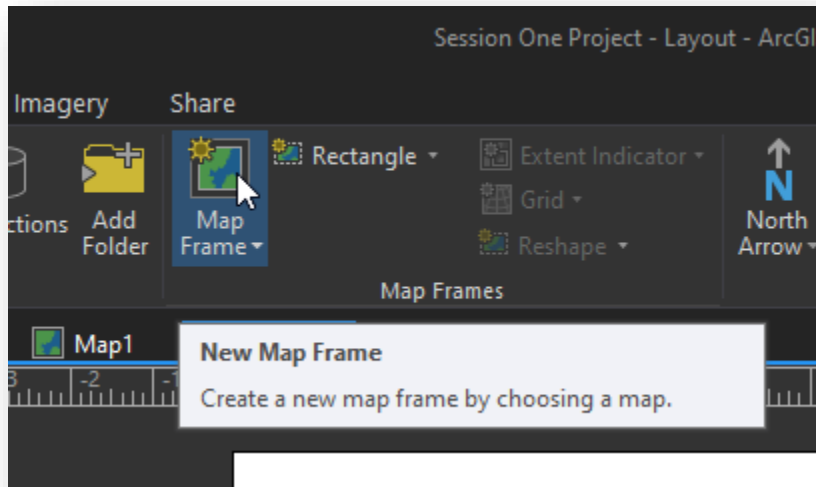 Session One Project - Layout - ArcGI
Imagery Share
ctions
Add
Folder
Map
Frame
Rectangle
Extent Indicator
Grid
Reshape
North
Arrow
N
Map Frames
Map1
New Map Frame
Create a new map frame by choosing a map.
-2